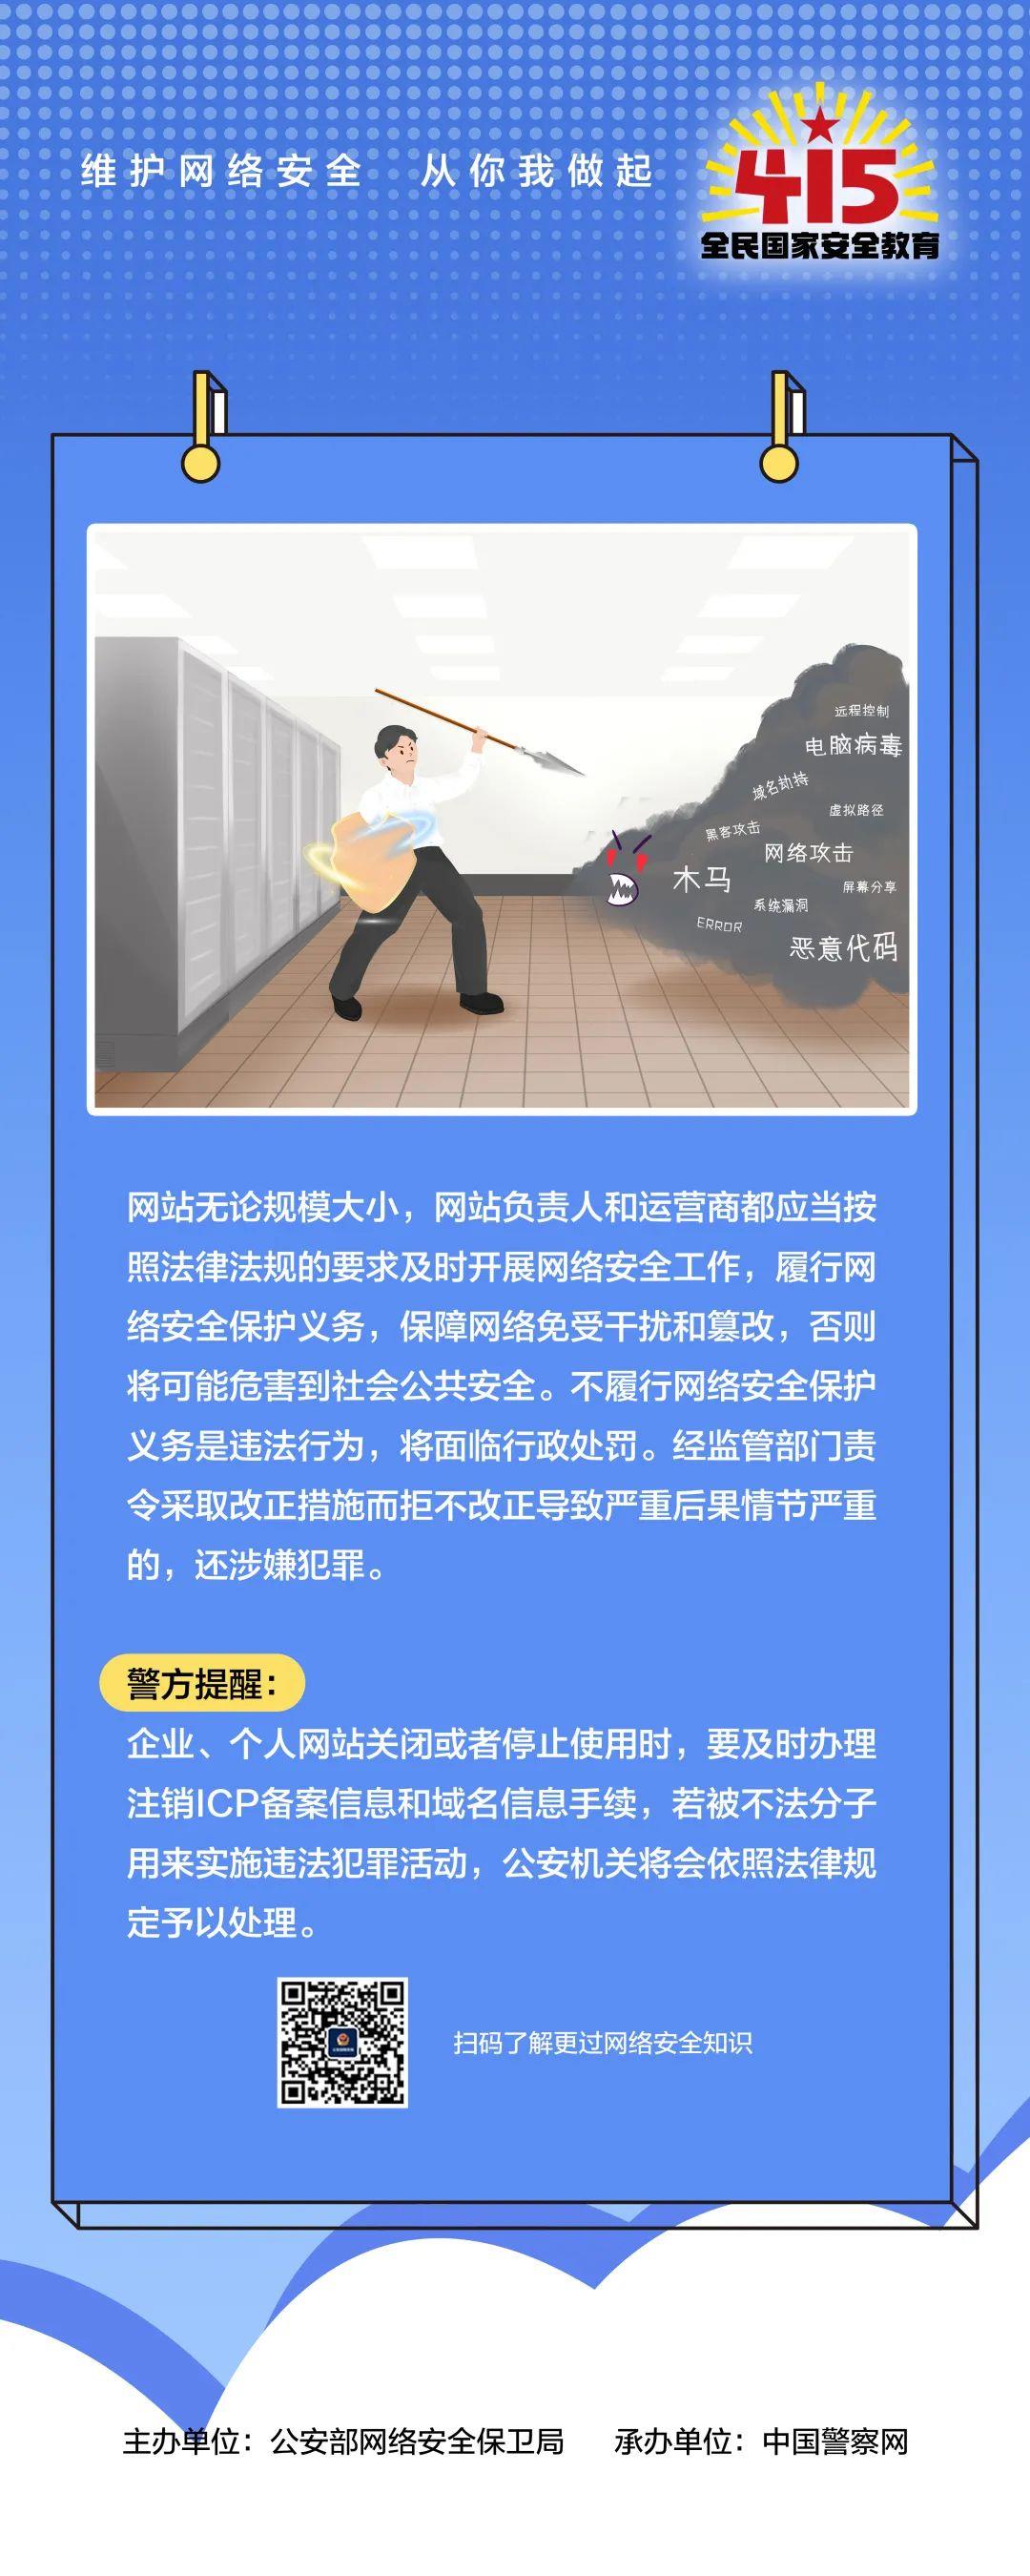 维护网络安全 从你我做起
415
全民国家安全教育
远程控制
电脑病毒
域名劫持
虚拟路径
黑客攻击
网络攻击
木马
屏幕分享
系统漏洞
ERROR
恶意代码
网站无论规模大小，网站负责人和运营商都应当按
照法律法规的要求及时开展网络安全工作，履行网
络安全保护义务，保障网络免受干扰和篡改，否则
将可能危害到社会公共安全。不履行网络安全保护
义务是违法行为，将面临行政处罚。经监管部门责
令采取改正措施而拒不改正导致严重后果情节严重
的，还涉嫌犯罪。
警方提醒：
企业、个人网站关闭或者停止使用时，要及时办理
注销ICP备案信息和域名信息手续，若被不法分子
用来实施违法犯罪活动，公安机关将会依照法律规
定予以处理。
扫码了解更过网络安全知识
主办单位：公安部网络安全保卫局 承办单位：中国警察网